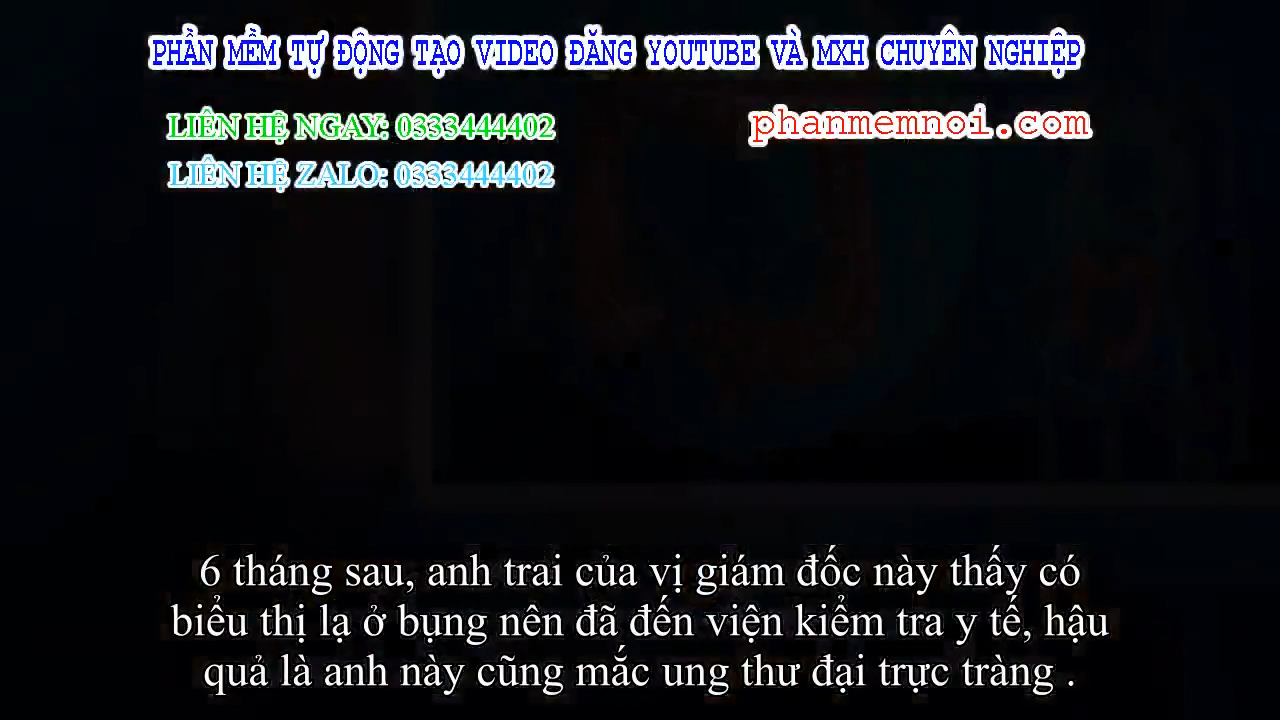 PHẦN MỀM TỰ ĐỘNG TẠO VIDEO ĐĂNG YOUTUBE VÀ MXH CHUYÊN NGHIỆP
LIÊN HỆ NGAY: 0333444402
phanmemnoi.com
LIÊN HỆ ZALO: 0333444402
6 tháng sau, anh trai của vị giám đốc này thấy có
biểu thị lạ ở bụng nên đã đến viện kiểm tra y tế, hậu
quả là anh này cũng mắc ung thư đại trực tràng .